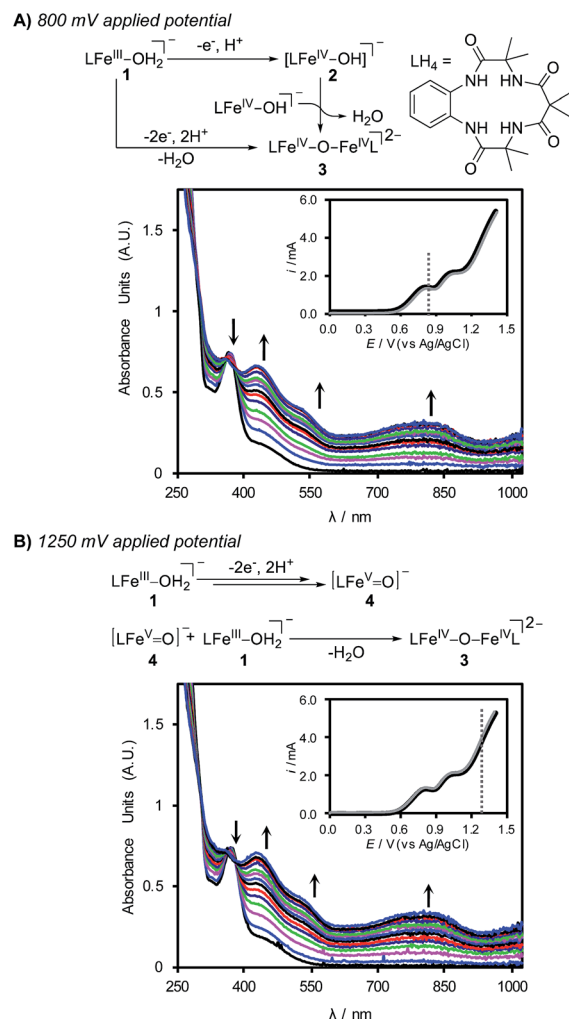 A) 800 mV applied potential
LFeᴵᴵᴵ–OH₂⁻ -e⁻, H⁺ [LFeᴵⱽ–OH]⁻ LH₄ =
1 2
O O
NH HN O
NH HN O
O O
LFeᴵⱽ–OH⁻ H₂O
-2e⁻, 2H⁺
-H₂O
LFeᴵⱽ–O–FeᴵⱽL²⁻
3
Absorbance Units (A.U.)
1.5
1
0.5
0
250 400 550 700 850 1000
λ / nm
i / mA
6.0
4.0
2.0
0.0
0.0 0.3 0.6 0.9 1.2 1.5
E / V (vs Ag/AgCl)
B) 1250 mV applied potential
LFeᴵᴵᴵ–OH₂⁻ -2e⁻, 2H⁺ [LFeⱽ=O]⁻
1 4
[LFeⱽ=O]⁻ + LFeᴵᴵᴵ–OH₂⁻ -H₂O LFeᴵⱽ–O–FeᴵⱽL²⁻
4 1 3
Absorbance Units (A.U.)
1.5
1
0.5
0
250 400 550 700 850 1000
λ / nm
i / mA
6.0
4.0
2.0
0.0
0.0 0.3 0.6 0.9 1.2 1.5
E / V (vs Ag/AgCl)